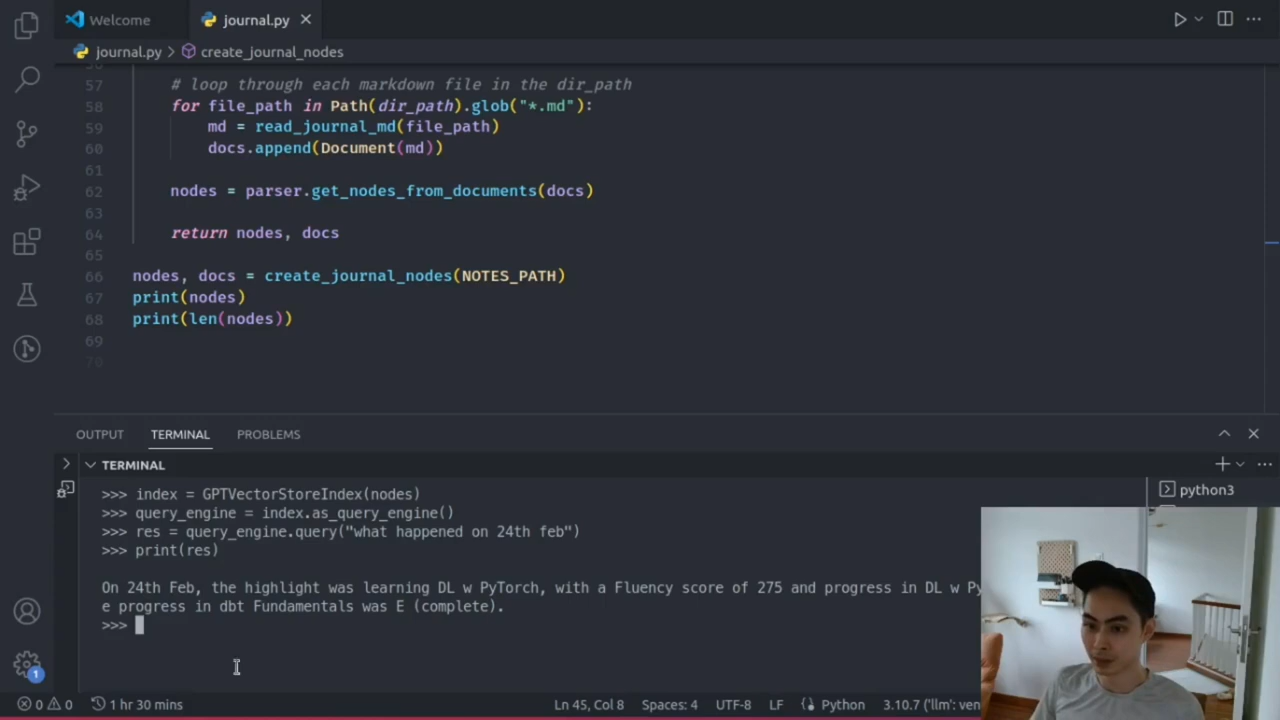 Welcome
journal.py
journal.py > create_journal_nodes
57 # loop through each markdown file in the dir_path
58 for file_path in Path(dir_path).glob("*.md"):
59 md = read_journal_md(file_path)
60 docs.append(Document(md))
61
62 nodes = parser.get_nodes_from_documents(docs)
63
64 return nodes, docs
65
66 nodes, docs = create_journal_nodes(NOTES_PATH)
67 print(nodes)
68 print(len(nodes))
69
70
OUTPUT TERMINAL PROBLEMS
TERMINAL
>>> index = GPTVectorStoreIndex(nodes)
>>> query_engine = index.as_query_engine()
>>> res = query_engine.query("what happened on 24th feb")
>>> print(res)
On 24th Feb, the highlight was learning DL w PyTorch, with a Fluency score of 275 and progress in DL w Py
e progress in dbt Fundamentals was E (complete).
>>>
python3
1
0 0 1 hr 30 mins Ln 45, Col 8 Spaces: 4 UTF-8 LF Python 3.10.7 ('llm': ven